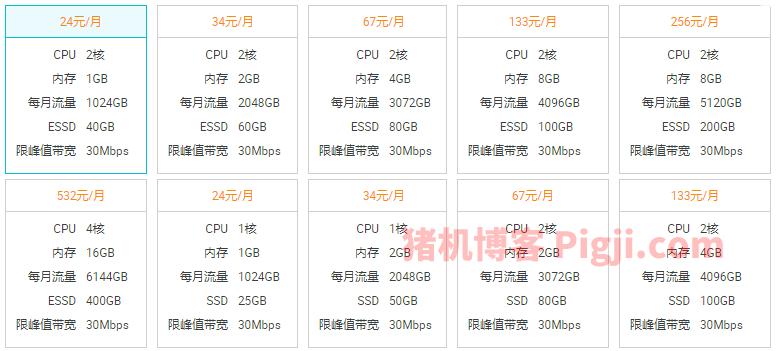 24元/月
CPU 2核
内存 1GB
每月流量 1024GB
ESSD 40GB
限峰值带宽 30Mbps
34元/月
CPU 2核
内存 2GB
每月流量 2048GB
ESSD 60GB
限峰值带宽 30Mbps
67元/月
CPU 2核
内存 4GB
每月流量 3072GB
ESSD 80GB
限峰值带宽 30Mbps
133元/月
CPU 2核
内存 8GB
每月流量 4096GB
ESSD 100GB
限峰值带宽 30Mbps
256元/月
CPU 2核
内存 8GB
每月流量 5120GB
ESSD 200GB
限峰值带宽 30Mbps
532元/月
CPU 4核
内存 16GB
每月流量 6144GB
ESSD 400GB
限峰值带宽 30Mbps
24元/月
CPU 1核
内存 1GB
每月流量 1024GB
SSD 25GB
限峰值带宽 30Mbps
34元/月
CPU 1核
内存 2GB
每月流量 2048GB
SSD 50GB
限峰值带宽 30Mbps
67元/月
CPU 2核
内存 2GB
每月流量 3072GB
SSD 80GB
限峰值带宽 30Mbps
133元/月
CPU 2核
内存 4GB
每月流量 4096GB
SSD 100GB
限峰值带宽 30Mbps
猪机博客 Pigji.com